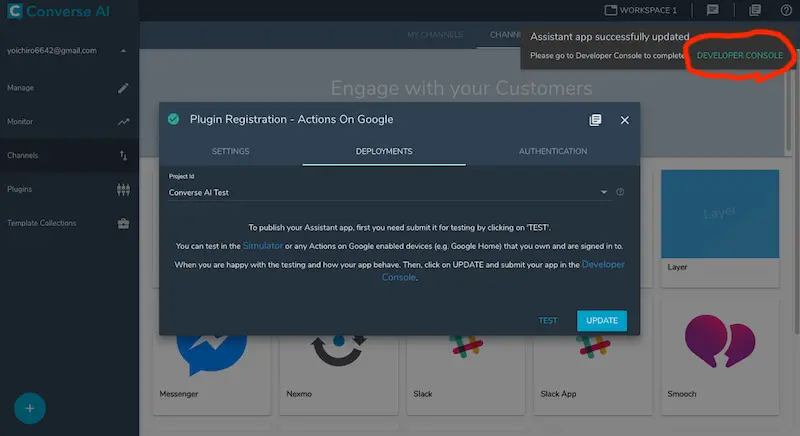 Converse AI
WORKSPACE 1
yoichiro6642@gmail.com
Manage
Monitor
Channels
Plugins
Template Collections
MY CHANNELS
CHANN
Assistant app successfully updated
Please go to Developer Console to complete
DEVELOPER CONSOLE
Engage with your Customers
Plugin Registration - Actions On Google
SETTINGS
DEPLOYMENTS
AUTHENTICATION
Project Id
Converse AI Test
To publish your Assistant app, first you need submit it for testing by clicking on 'TEST'.
You can test in the Simulator or any Actions on Google enabled devices (e.g. Google Home) that you own and are signed in to.
When you are happy with the testing and how your app behave. Then, click on UPDATE and submit your app in the Developer
Console.
TEST
UPDATE
Layer
Layer
Messenger
Nexmo
Slack
Slack App
Smooch